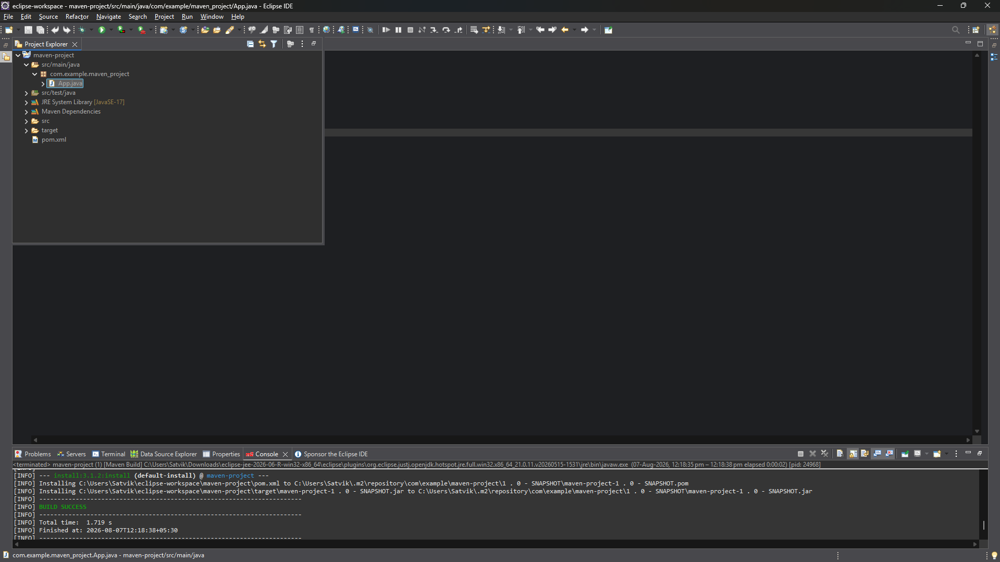 eclipse-workspace - maven-project/src/main/java/com/example/maven_project/App.java - Eclipse IDE
File Edit Source Refactor Navigate Search Project Run Window Help
Project Explorer
maven-project
src/main/java
com.example.maven_project
App.java
src/test/java
JRE System Library [JavaSE-17]
Maven Dependencies
src
target
pom.xml
Problems Servers Terminal Data Source Explorer Properties Console Sponsor the Eclipse IDE
<terminated> maven-project (1) [Maven Build] C:\Users\Satvik\Downloads\eclipse-jee-2026-06-R-win32-x86_64\eclipse\plugins\org.eclipse.justj.openjdk.hotspot.jre.full.win32.x86_64_21.0.11.v20260515-1531\jre\bin\javaw.exe (07-Aug-2026, 12:18:35 pm – 12:18:38 pm elapsed 0:00:02) [pid: 24968]
[INFO] --- install:3.1.2:install (default-install) @ maven-project ---
[INFO] Installing C:\Users\Satvik\eclipse-workspace\maven-project\pom.xml to C:\Users\Satvik\.m2\repository\com\example\maven-project\1 . 0 - SNAPSHOT\maven-project-1 . 0 - SNAPSHOT.pom
[INFO] Installing C:\Users\Satvik\eclipse-workspace\maven-project\target\maven-project-1 . 0 - SNAPSHOT.jar to C:\Users\Satvik\.m2\repository\com\example\maven-project\1 . 0 - SNAPSHOT\maven-project-1 . 0 - SNAPSHOT.jar
[INFO] ------------------------------------------------------------------------
[INFO] BUILD SUCCESS
[INFO] ------------------------------------------------------------------------
[INFO] Total time:  1.719 s
[INFO] Finished at: 2026-08-07T12:18:38+05:30
[INFO] ------------------------------------------------------------------------
com.example.maven_project.App.java - maven-project/src/main/java